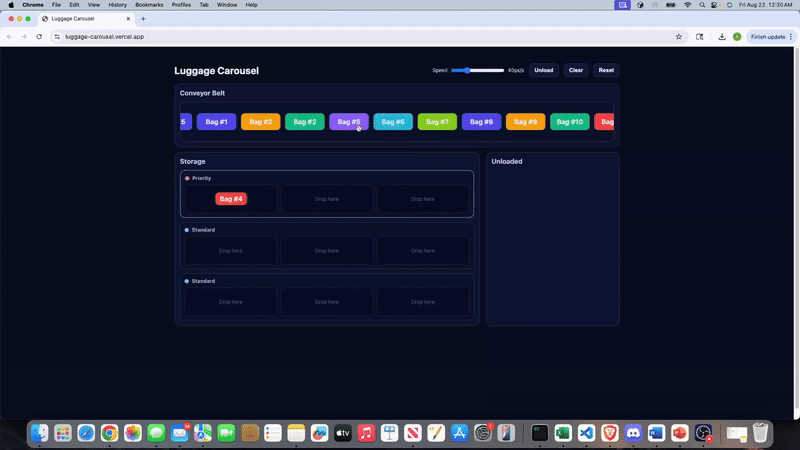 Chrome File Edit View History Bookmarks Profiles Tab Window Help
Fri Aug 22 12:30 AM
Luggage Carousel
luggage-carousel.vercel.app
Finish update
Luggage Carousel
Speed 40px/s Unload Clear Reset
Conveyor Belt
5 Bag #1 Bag #2 Bag #3 Bag #5 Bag #6 Bag #7 Bag #8 Bag #9 Bag #10 Bag
Storage
Unloaded
Priority
Bag #4 Drop here Drop here
Standard
Drop here Drop here Drop here
Standard
Drop here Drop here Drop here